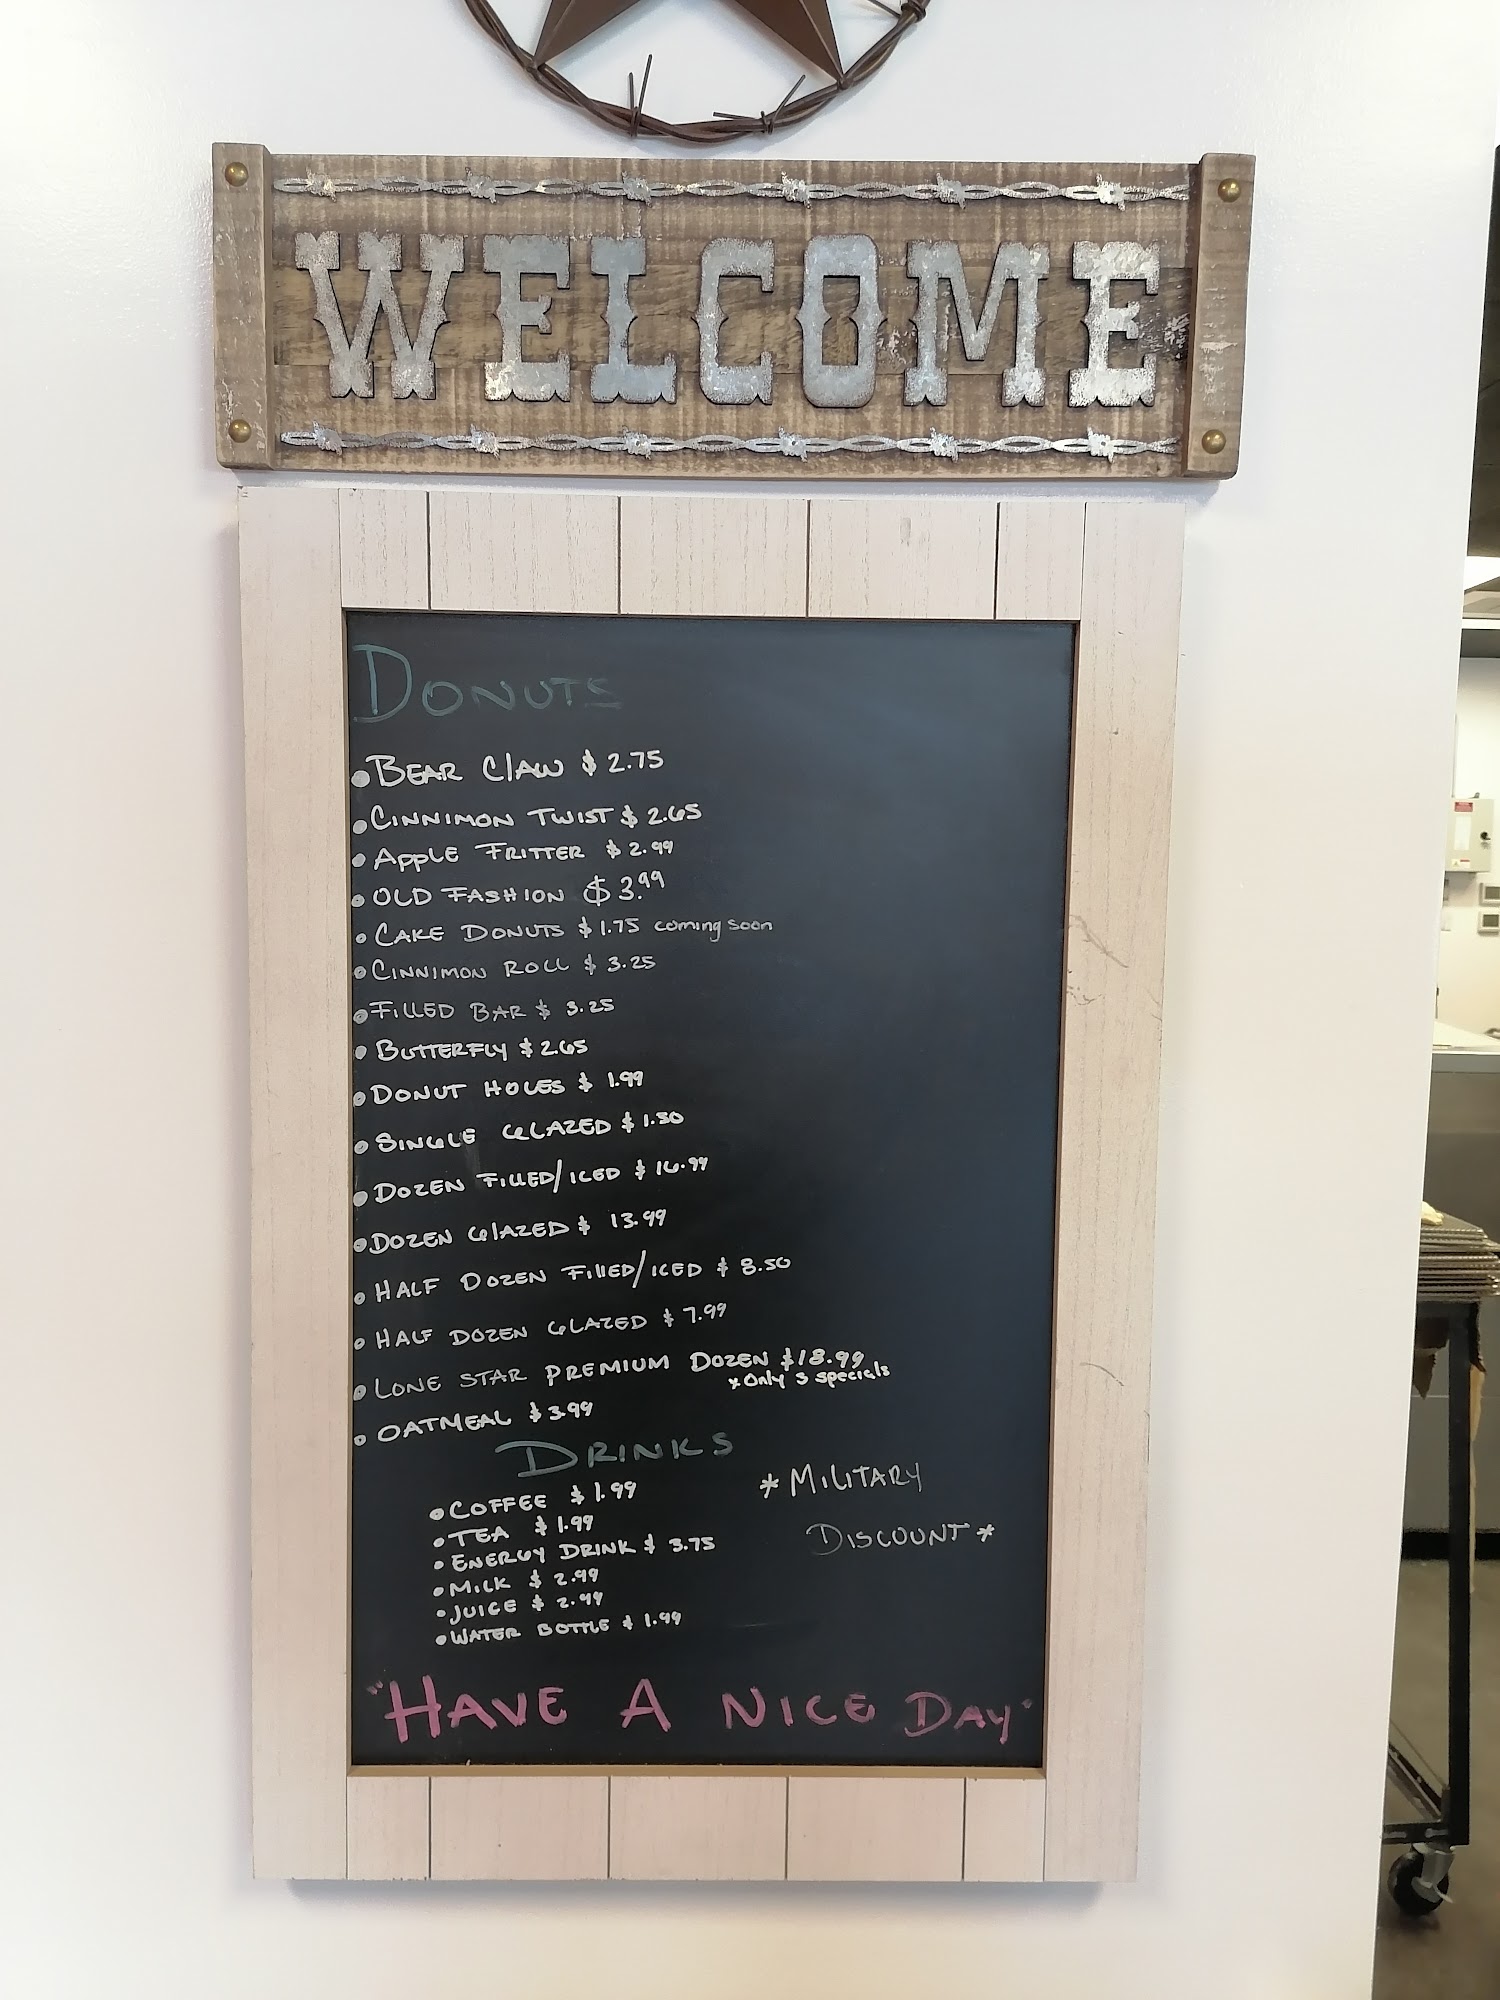 WELCOME
DONUTS
• BEAR CLAW $ 2.75
• CINNIMON TWIST $ 2.65
• APPLE FRITTER $ 2.99
• OLD FASHION $ 3.99
• CAKE DONUTS $ 1.75 coming soon
• CINNIMON ROLL $ 3.25
• FILLED BAR $ 3.25
• BUTTERFLY $ 2.65
• DONUT HOLES $ 1.99
• SINGLE GLAZED $ 1.50
• DOZEN FILLED/ICED $ 16.99
• DOZEN GLAZED $ 13.99
• HALF DOZEN FILLED/ICED $ 8.50
• HALF DOZEN GLAZED $ 7.99
• LONE STAR PREMIUM DOZEN $18.99
* Only 3 specials
• OATMEAL $ 3.99
DRINKS
• COFFEE $ 1.99
• TEA $ 1.99
• ENERGY DRINK $ 3.75
• MILK $ 2.99
• JUICE $ 2.99
• WATER BOTTLE $ 1.99
* MILITARY
DISCOUNT *
"HAVE A NICE DAY"